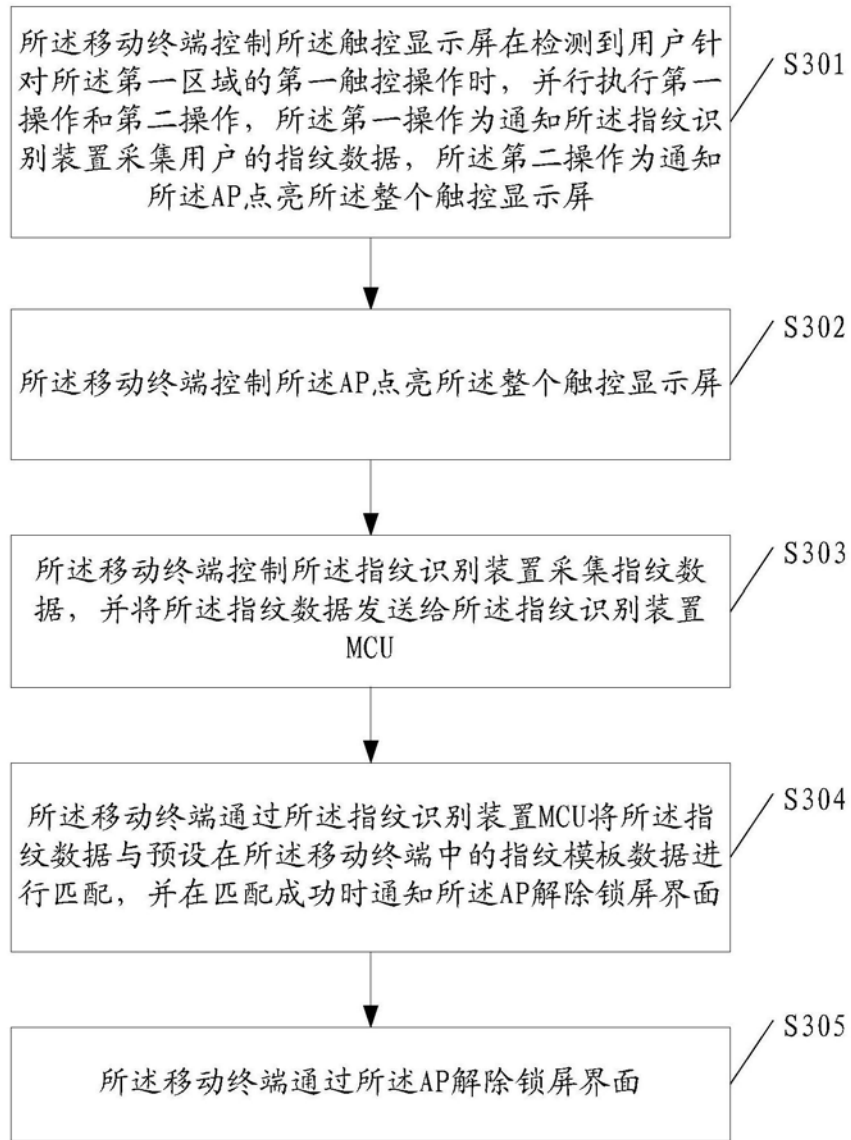 所述移动终端控制所述触控显示屏在检测到用户针
对所述第一区域的第一触控操作时，并行执行第一
操作和第二操作，所述第一操作为通知所述指纹识
别装置采集用户的指纹数据，所述第二操作为通知
所述AP点亮所述整个触控显示屏
S301
所述移动终端控制所述AP点亮所述整个触控显示屏
S302
所述移动终端控制所述指纹识别装置采集指纹数
据，并将所述指纹数据发送给所述指纹识别装置
MCU
S303
所述移动终端通过所述指纹识别装置MCU将所述指
纹数据与预设在所述移动终端中的指纹模板数据进
行匹配，并在匹配成功时通知所述AP解除锁屏界面
S304
所述移动终端通过所述AP解除锁屏界面
S305